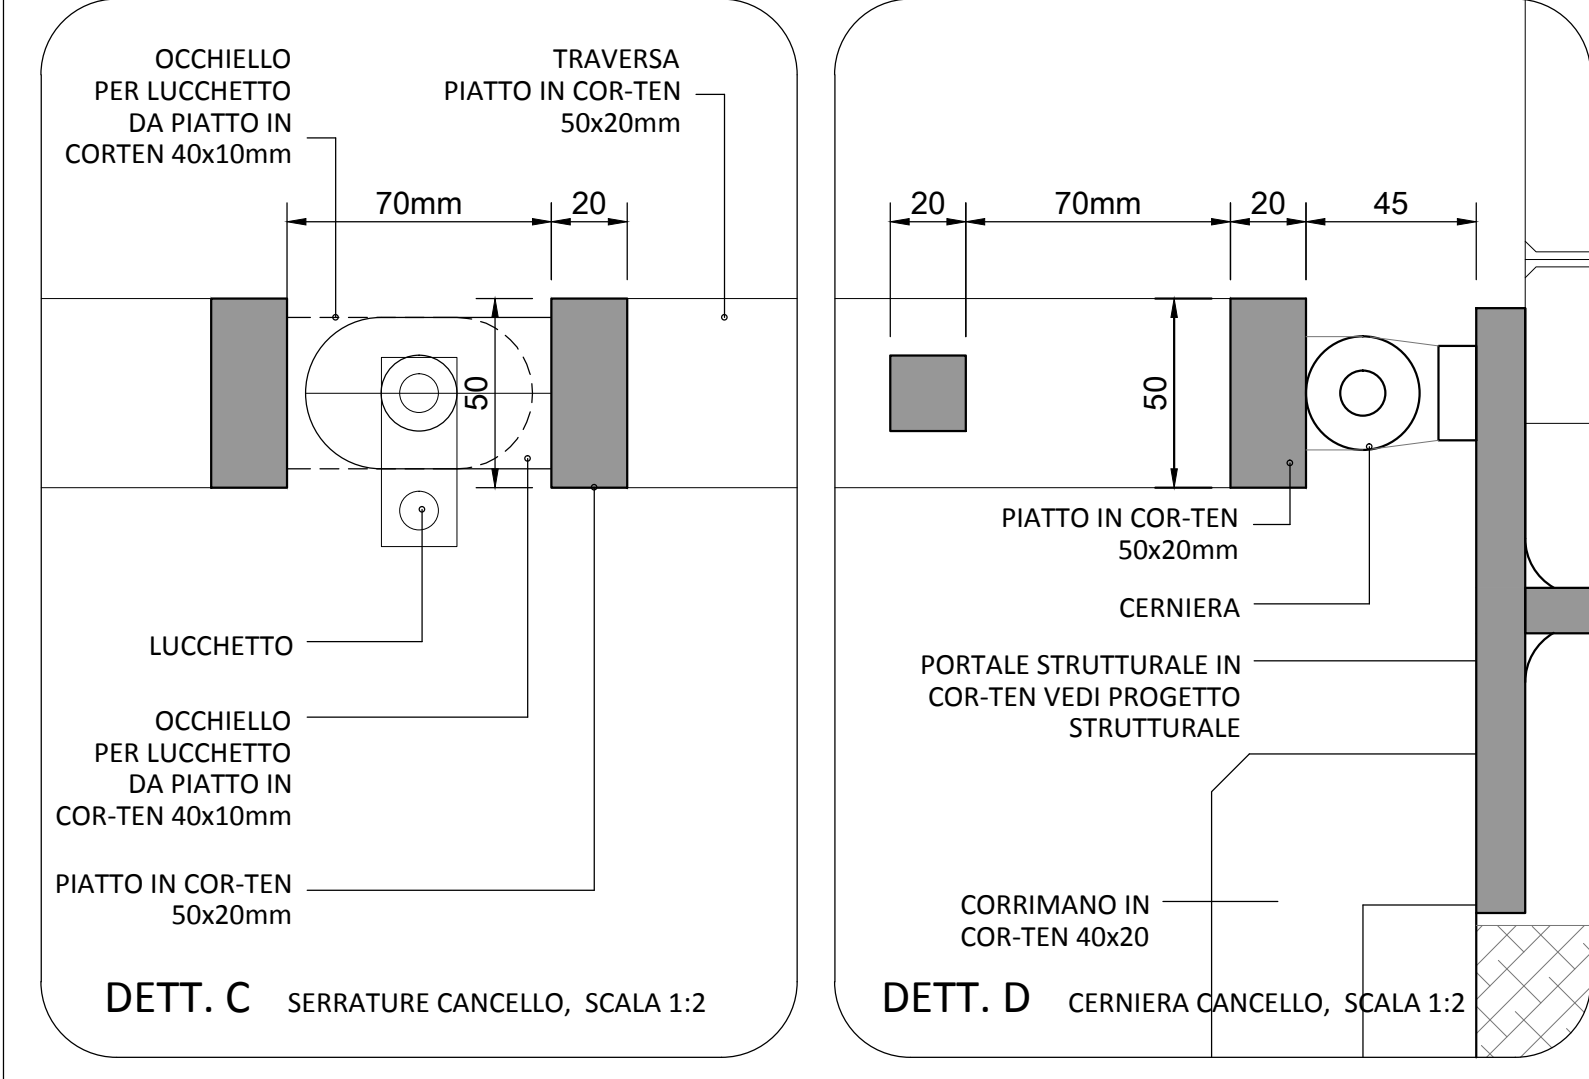 OCCHIELLO
PER LUCCHETTO
DA PIATTO IN
CORTEN 40x10mm
TRAVERSA
PIATTO IN COR-TEN
50x20mm
70mm
20
50
LUCCHETTO
OCCHIELLO
PER LUCCHETTO
DA PIATTO IN
COR-TEN 40x10mm
PIATTO IN COR-TEN
50x20mm
DETT. C SERRATURE CANCELLO, SCALA 1:2
20
70mm
20
45
50
PIATTO IN COR-TEN
50x20mm
CERNIERA
PORTALE STRUTTURALE IN
COR-TEN VEDI PROGETTO
STRUTTURALE
CORRIMANO IN
COR-TEN 40x20
DETT. D CERNIERA CANCELLO, SCALA 1:2